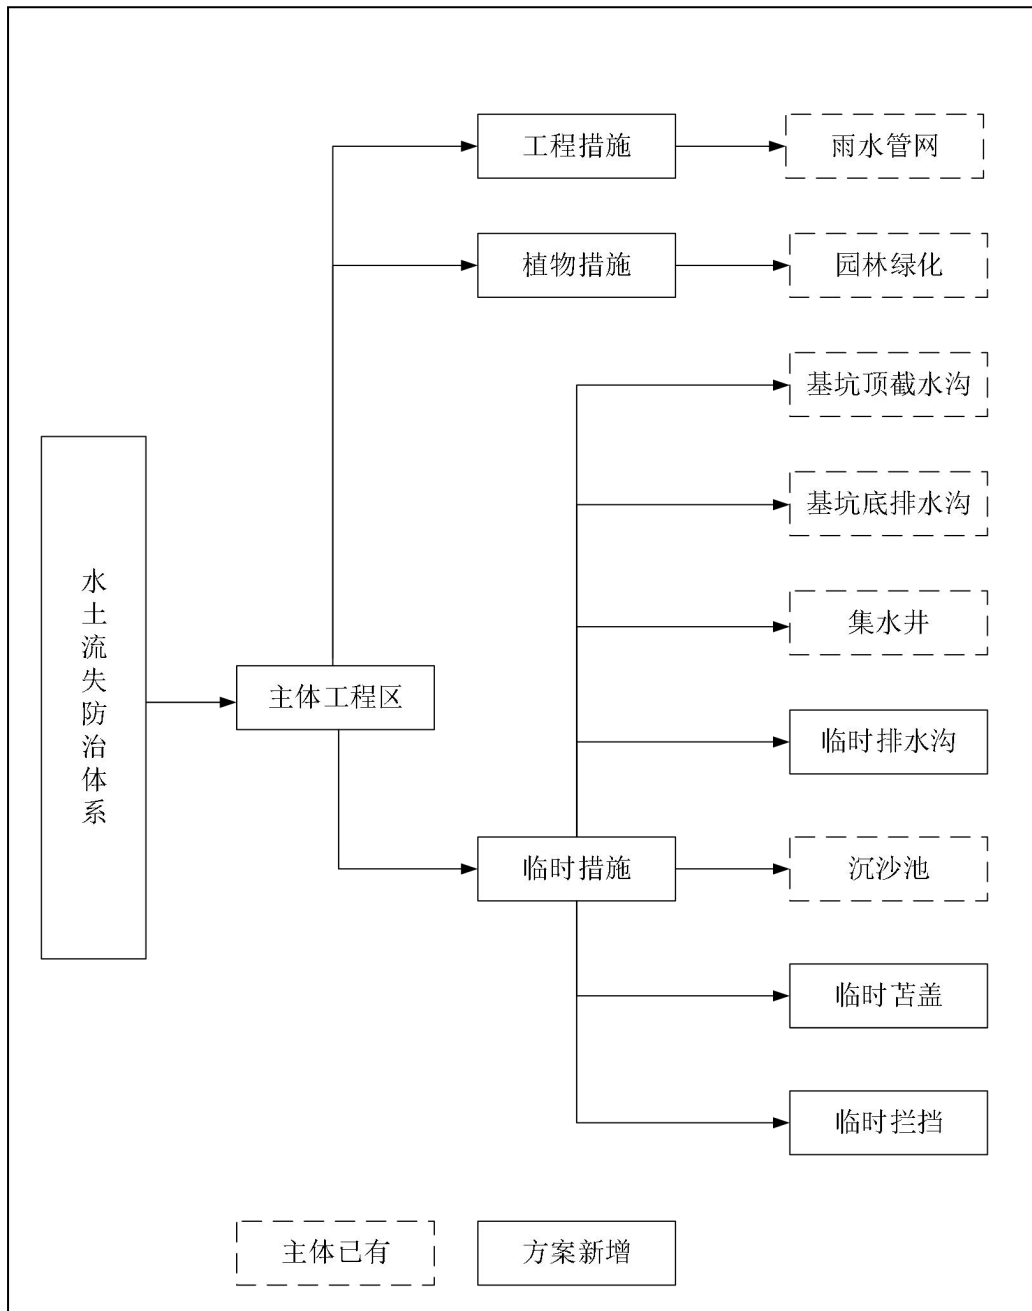 工程措施
雨水管网
植物措施
园林绿化
基坑顶截水沟
基坑底排水沟
集水井
水土流失防治体系
主体工程区
临时排水沟
临时措施
沉沙池
临时苫盖
临时拦挡
主体已有
方案新增